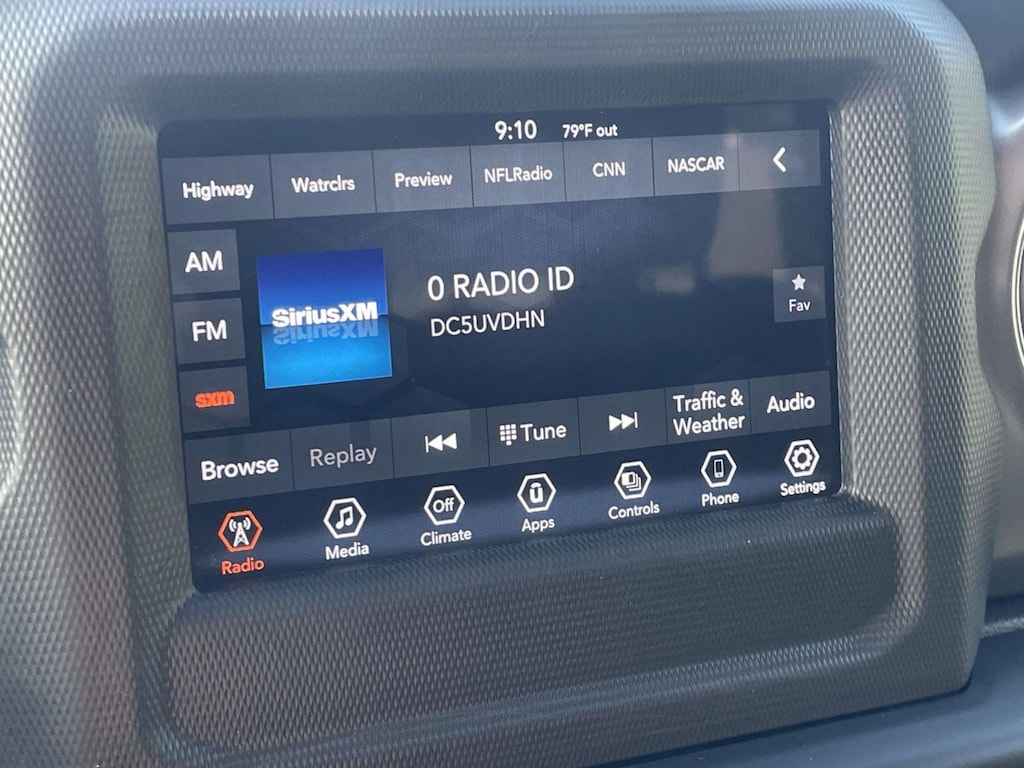 9:10 79°F out
Highway Watrclrs Preview NFLRadio CNN NASCAR
AM
SiriusXM
0 RADIO ID
DC5UVDHN
Fav
FM
sxm
Browse Replay Tune Traffic & Weather Audio
Radio Media Off Climate Apps Controls Phone Settings